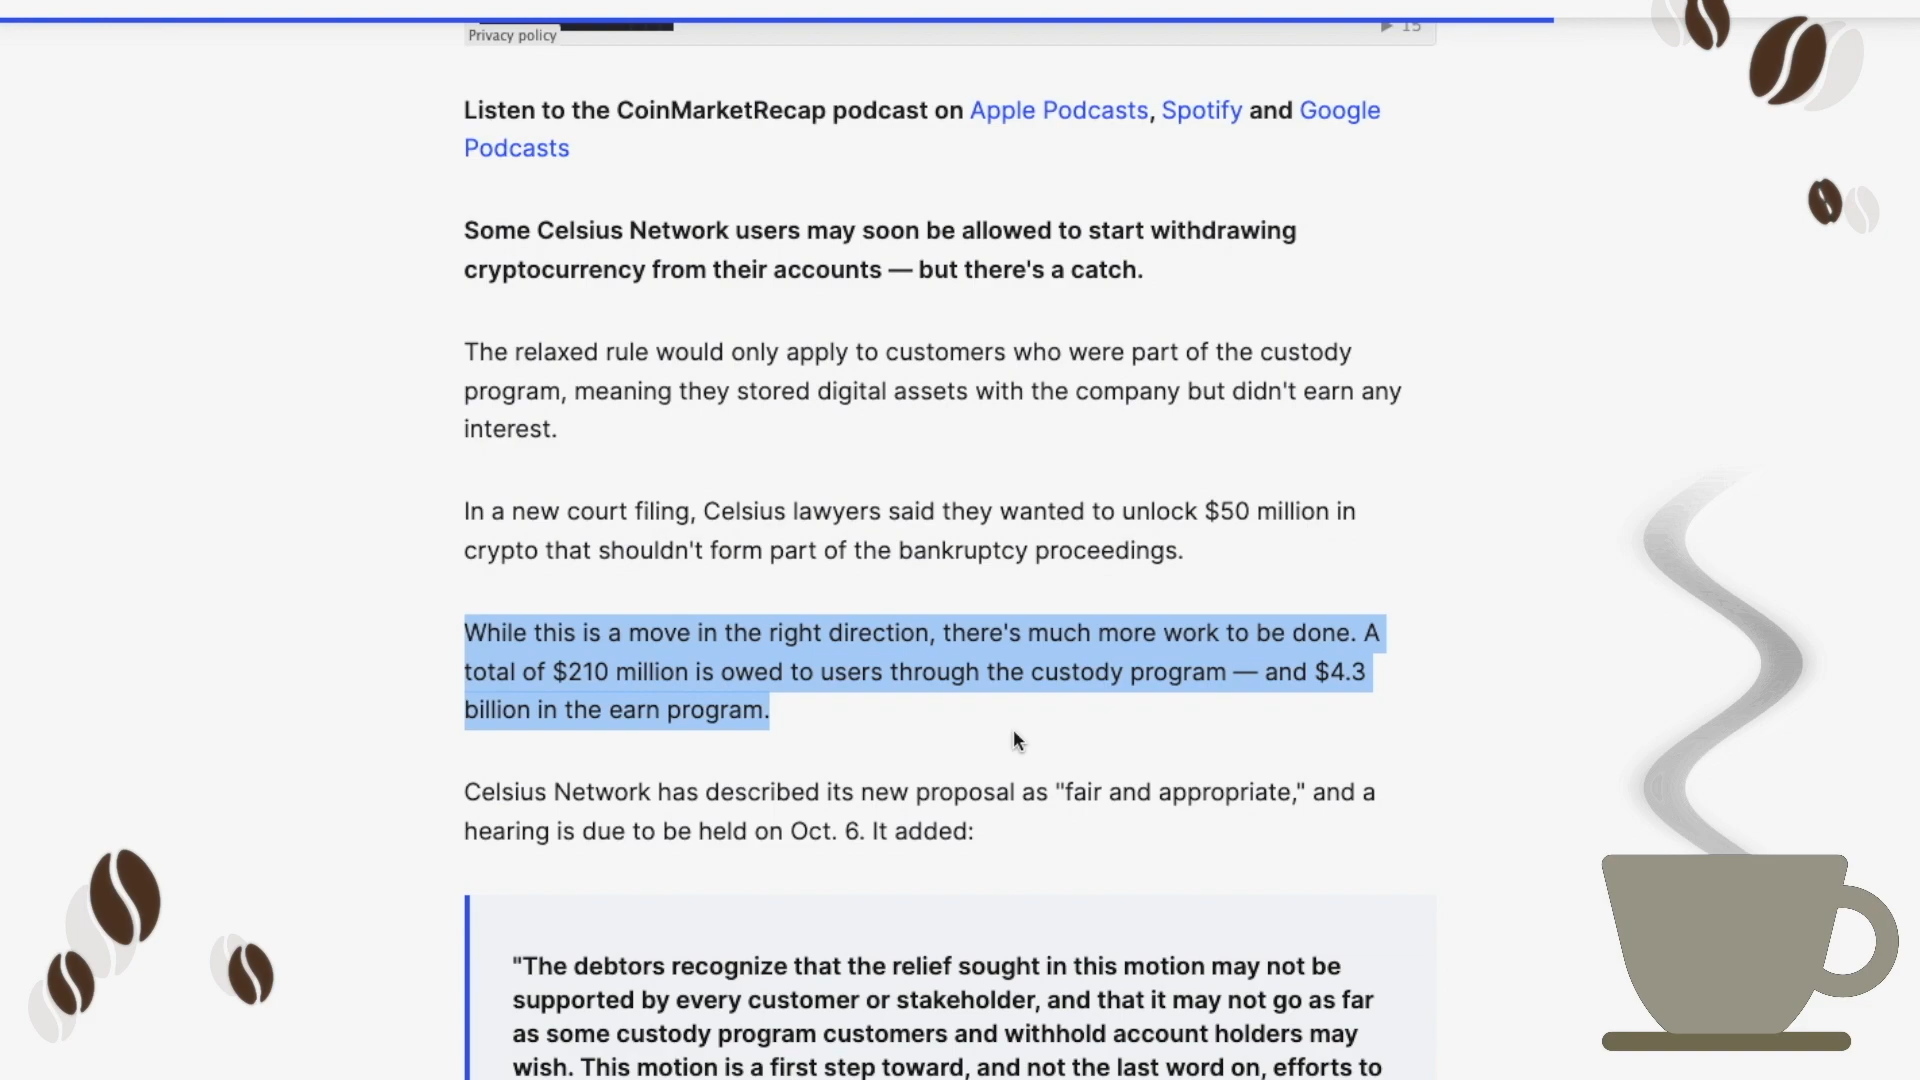 Privacy policy
15
Listen to the CoinMarketRecap podcast on Apple Podcasts, Spotify and Google
Podcasts
Some Celsius Network users may soon be allowed to start withdrawing
cryptocurrency from their accounts — but there's a catch.
The relaxed rule would only apply to customers who were part of the custody
program, meaning they stored digital assets with the company but didn't earn any
interest.
In a new court filing, Celsius lawyers said they wanted to unlock $50 million in
crypto that shouldn't form part of the bankruptcy proceedings.
While this is a move in the right direction, there's much more work to be done. A
total of $210 million is owed to users through the custody program — and $4.3
billion in the earn program.
Celsius Network has described its new proposal as "fair and appropriate," and a
hearing is due to be held on Oct. 6. It added:
"The debtors recognize that the relief sought in this motion may not be
supported by every customer or stakeholder, and that it may not go as far
as some custody program customers and withhold account holders may
wish. This motion is a first step toward, and not the last word on, efforts to